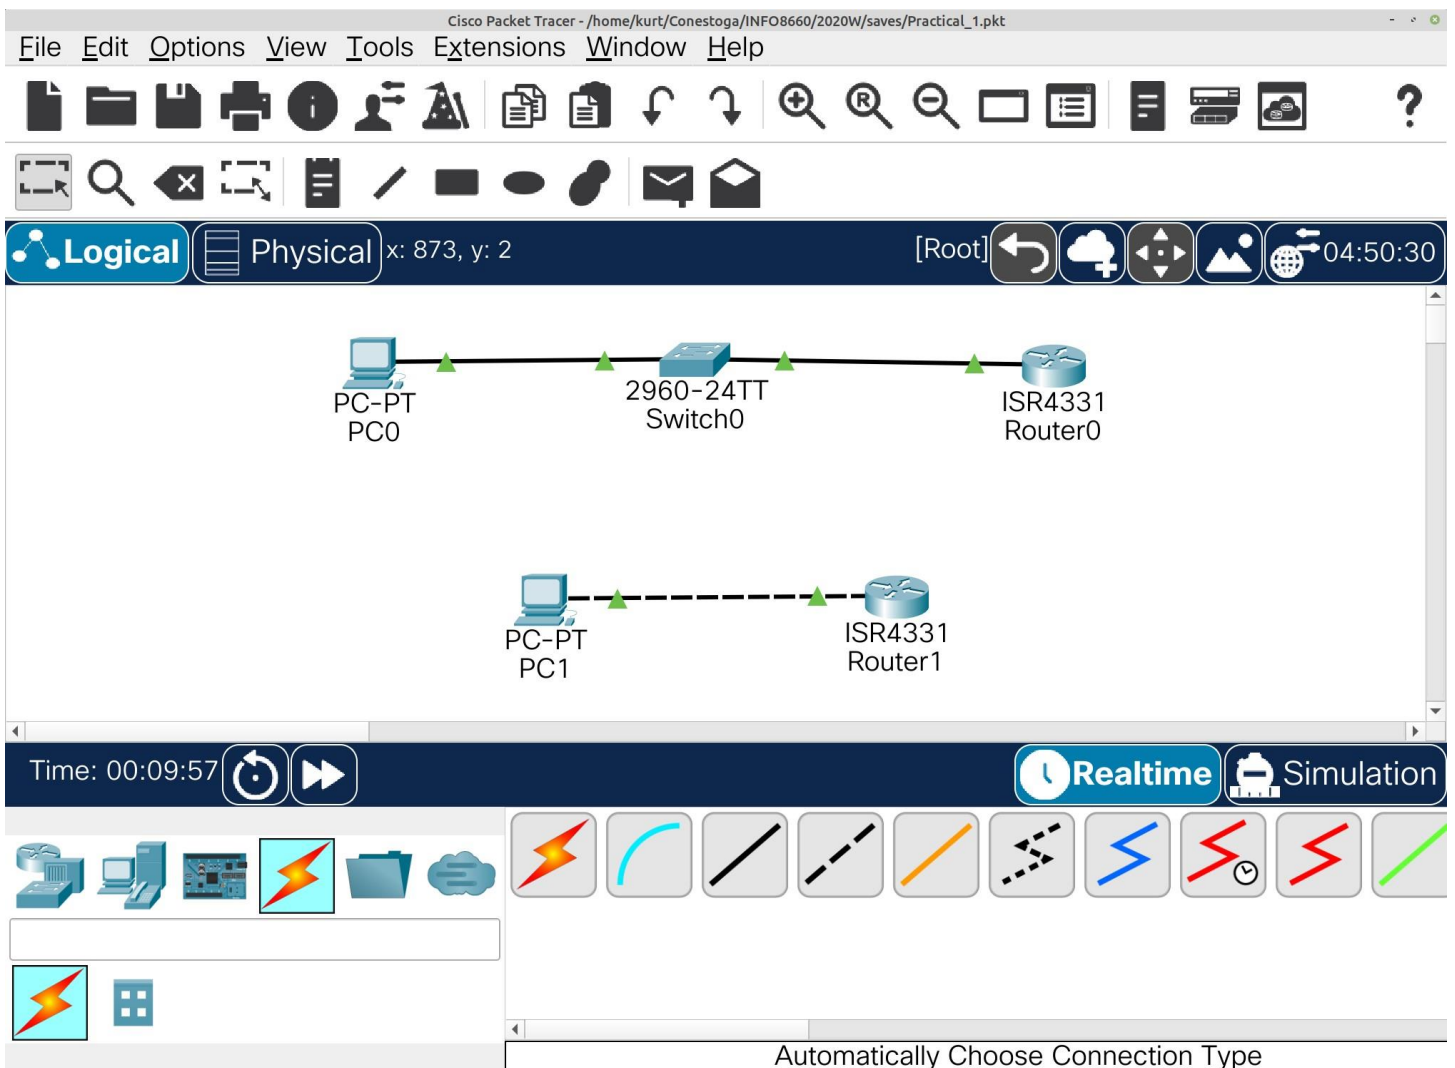 Cisco Packet Tracer - /home/kurt/Conestoga/INFO8660/2020W/saves/Practical_1.pkt
File Edit Options View Tools Extensions Window Help
R
?
Logical Physical x: 873, y: 2 [Root] 04:50:30
PC-PT
PC0
2960-24TT
Switch0
ISR4331
Router0
PC-PT
PC1
ISR4331
Router1
Time: 00:09:57 Realtime Simulation
Automatically Choose Connection Type